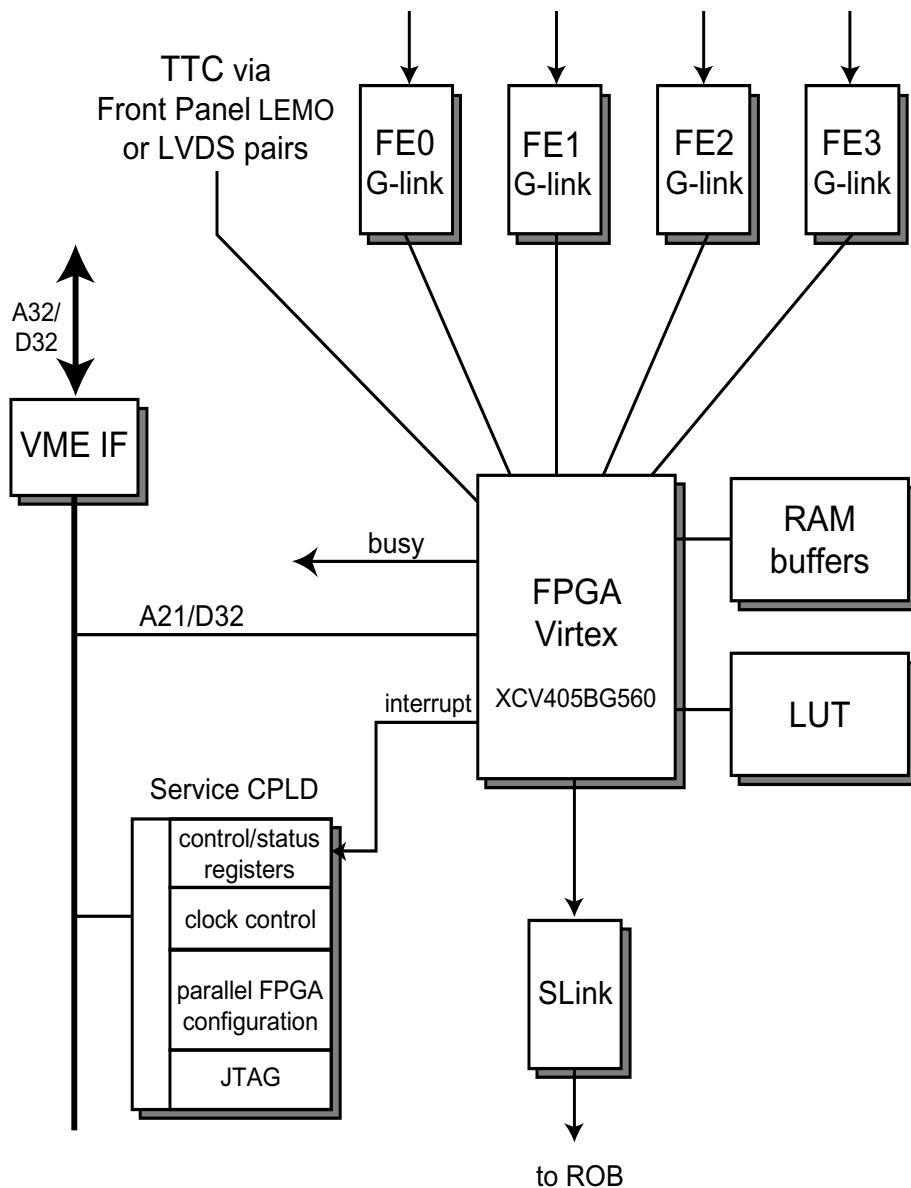 TTC via
Front Panel LEMO
or LVDS pairs
FE0
G-link
FE1
G-link
FE2
G-link
FE3
G-link
A32/
D32
VME IF
busy
A21/D32
interrupt
FPGA
Virtex
XCV405BG560
RAM
buffers
LUT
Service CPLD
control/status
registers
clock control
parallel FPGA
configuration
JTAG
SLink
to ROB